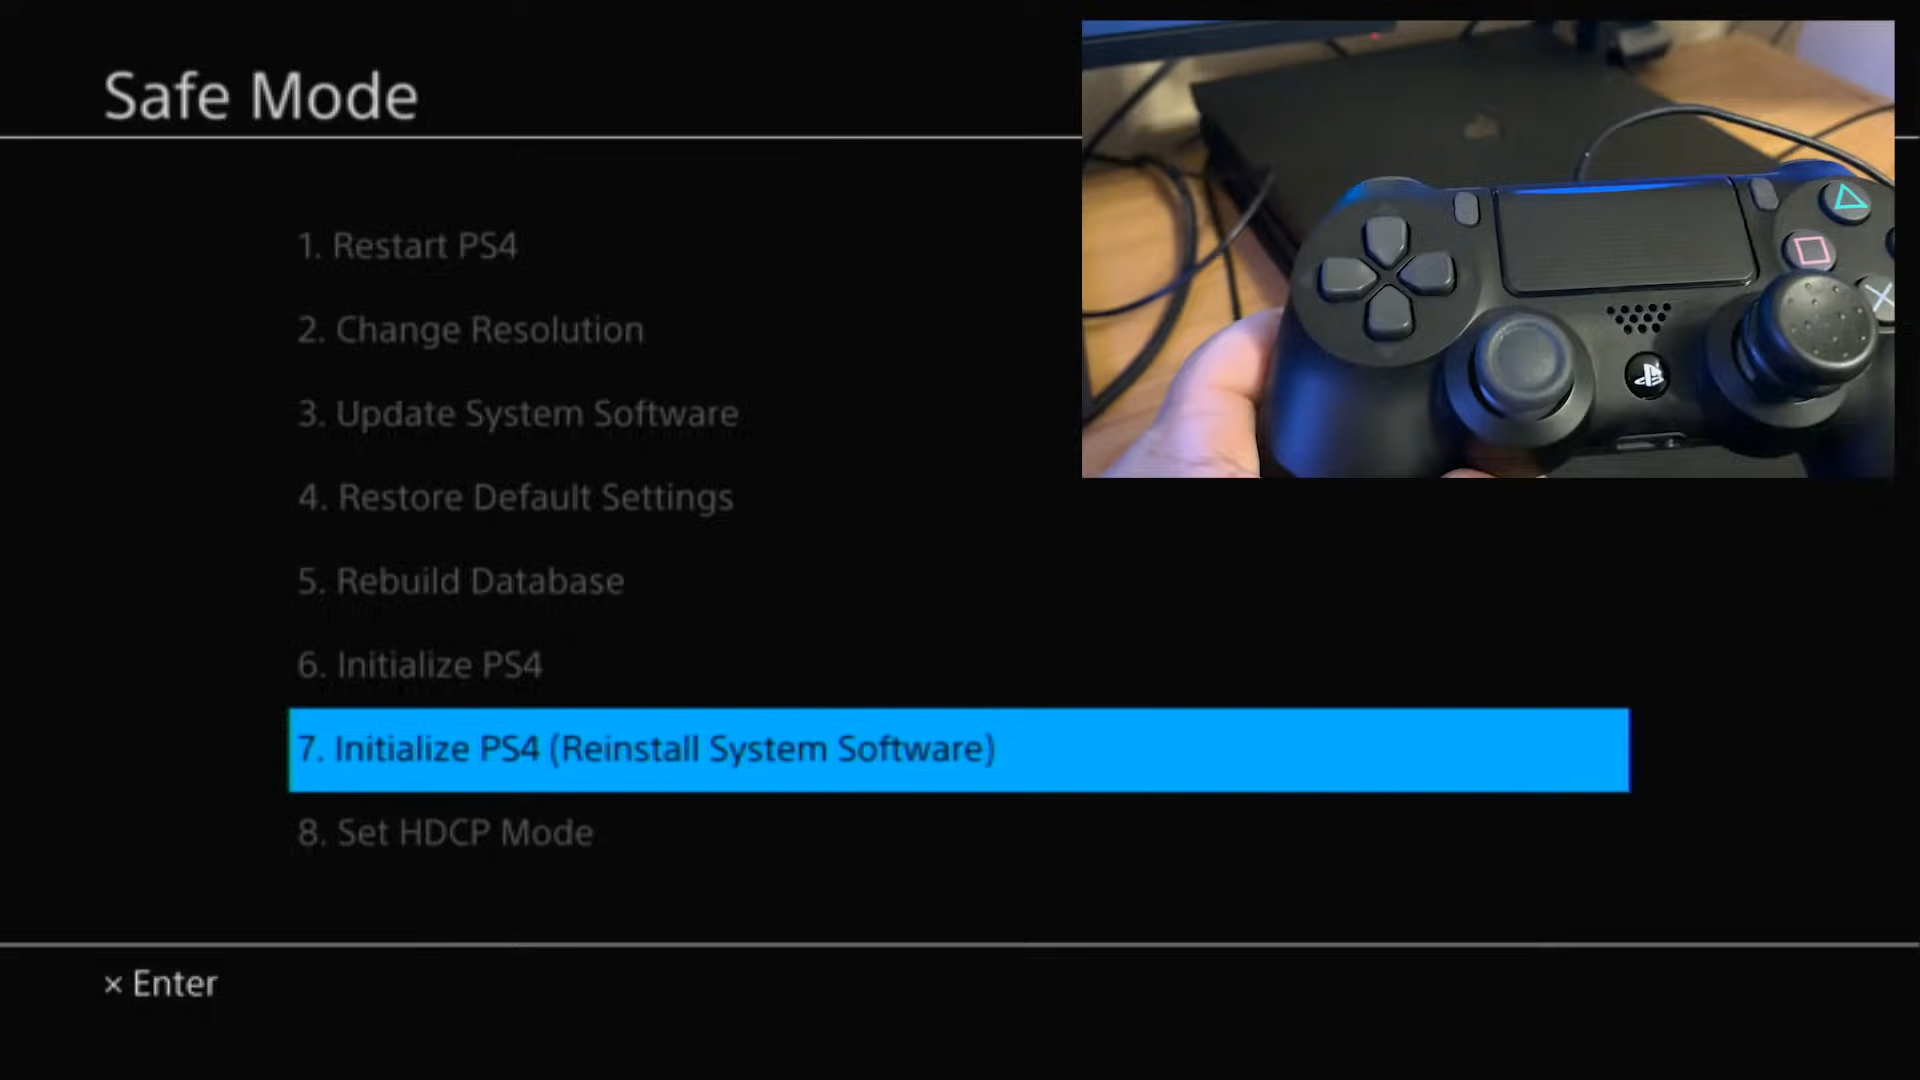 Safe Mode
1. Restart PS4
2. Change Resolution
3. Update System Software
4. Restore Default Settings
5. Rebuild Database
6. Initialize PS4
7. Initialize PS4 (Reinstall System Software)
8. Set HDCP Mode
× Enter